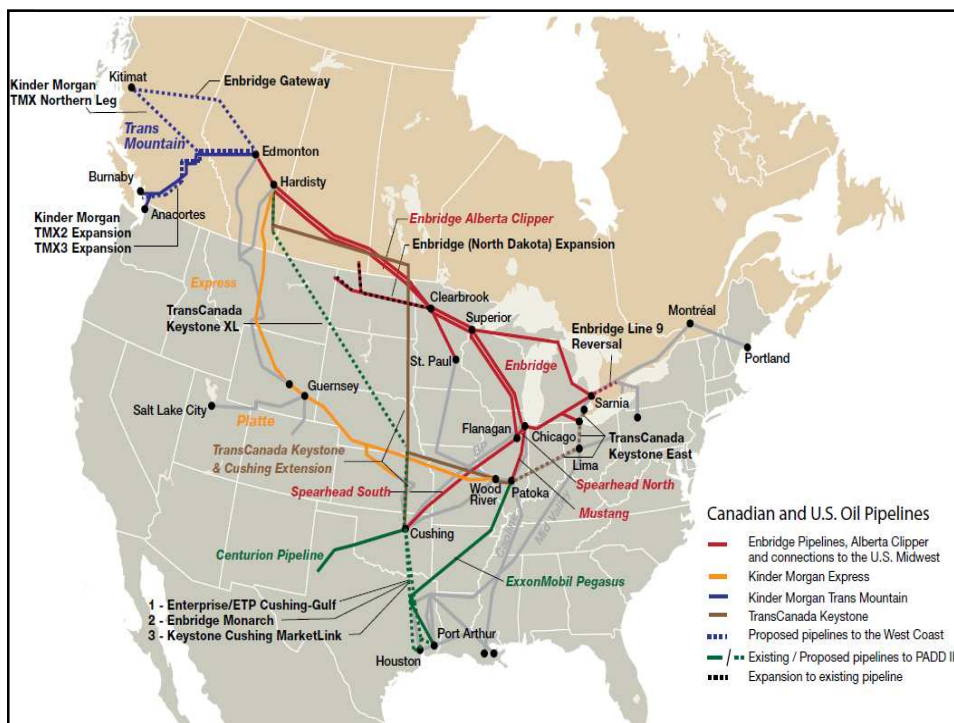 Kitimat
Kinder Morgan
TMX Northern Leg
Enbridge Gateway
Trans
Mountain
Edmonton
Burnaby
Hardisty
Anacortes
Kinder Morgan
TMX2 Expansion
TMX3 Expansion
Enbridge Alberta Clipper
Enbridge (North Dakota) Expansion
Express
Clearbrook
Superior
Montréal
TransCanada
Keystone XL
Enbridge Line 9
Reversal
Portland
St. Paul
Enbridge
Guernsey
Sarnia
Salt Lake City
Platte
Flanagan
Chicago
TransCanada
Keystone East
BP
TransCanada Keystone
& Cushing Extension
Lima
Spearhead South
Wood
River
Patoka
Spearhead North
Mustang
Cushing
Capline
Mid Valley
Centurion Pipeline
ExxonMobil Pegasus
1 - Enterprise/ETP Cushing-Gulf
2 - Enbridge Monarch
3 - Keystone Cushing MarketLink
Port Arthur
Houston
Canadian and U.S. Oil Pipelines
Enbridge Pipelines, Alberta Clipper
and connections to the U.S. Midwest
Kinder Morgan Express
Kinder Morgan Trans Mountain
TransCanada Keystone
Proposed pipelines to the West Coast
/ Existing / Proposed pipelines to PADD II
Expansion to existing pipeline